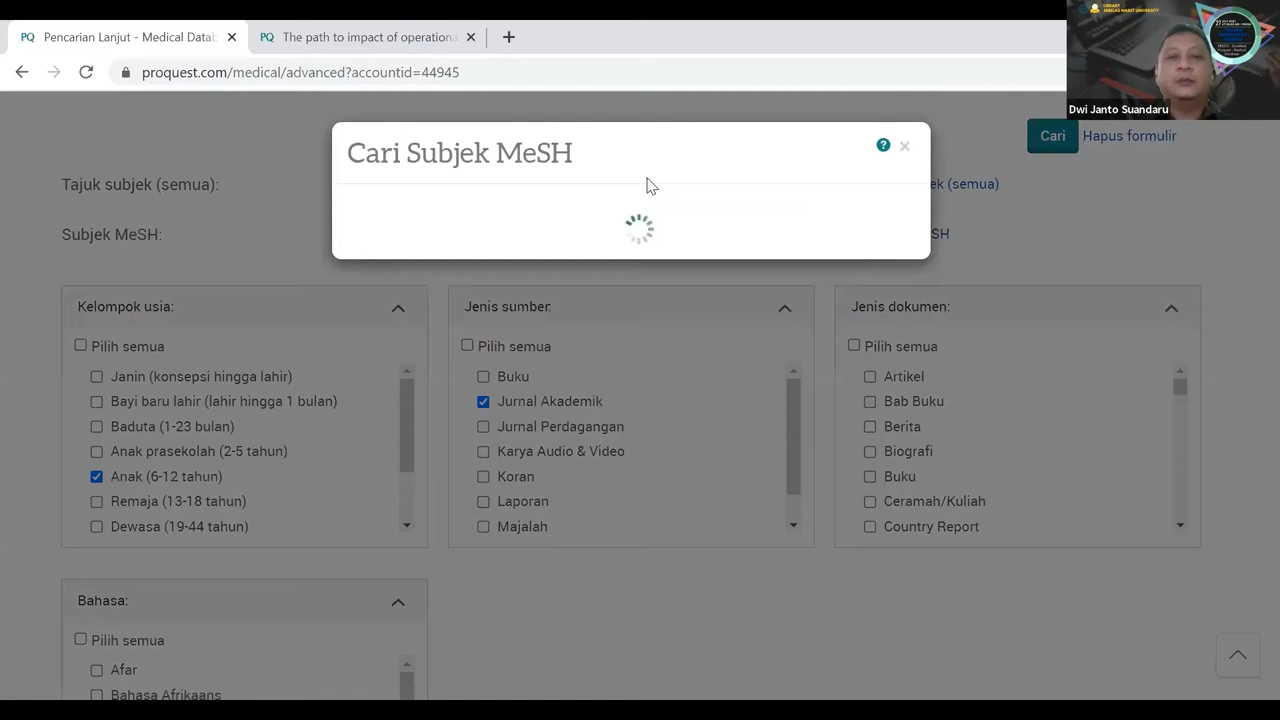 PQ Pencarian Lanjut - Medical Datab
PQ The path to impact of operationa
proquest.com/medical/advanced?accountid=44945
LIBRARY
SEBELAS MARET UNIVERSITY
Dwi Janto Suandaru
Cari Subjek MeSH
Cari
Hapus formulir
Tajuk subjek (semua):
ek (semua)
Subjek MeSH:
SH
Kelompok usia:
Pilih semua
Janin (konsepsi hingga lahir)
Bayi baru lahir (lahir hingga 1 bulan)
Baduta (1-23 bulan)
Anak prasekolah (2-5 tahun)
Anak (6-12 tahun)
Remaja (13-18 tahun)
Dewasa (19-44 tahun)
Jenis sumber:
Pilih semua
Buku
Jurnal Akademik
Jurnal Perdagangan
Karya Audio & Video
Koran
Laporan
Majalah
Jenis dokumen:
Pilih semua
Artikel
Bab Buku
Berita
Biografi
Buku
Ceramah/Kuliah
Country Report
Bahasa:
Pilih semua
Afar
Bahasa Afrikaans